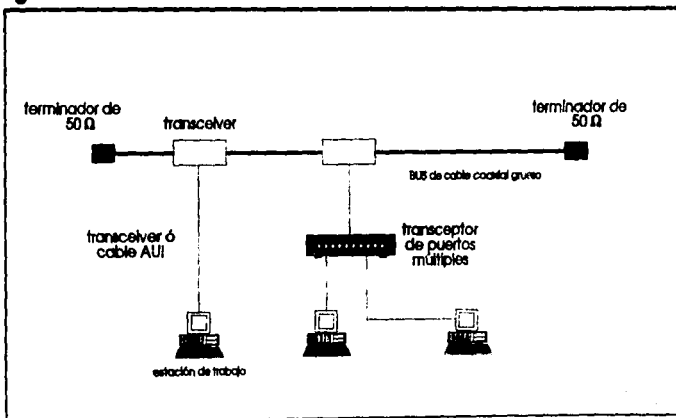 terminador de
50 Ω
transceiver
terminador de
50 Ω
BUS de cable coaxial grueso
transceiver ó
cable AUI
transceptor
de puertos
múltiples
estación de trabajo